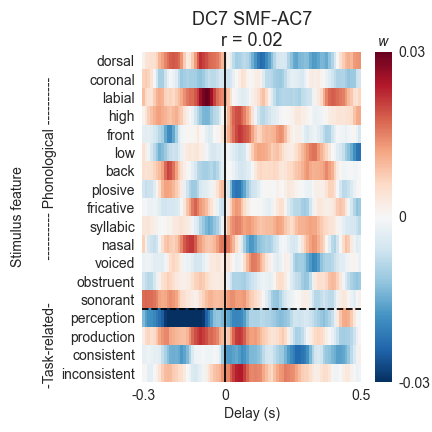 DC7 SMF-AC7
r = 0.02
w
dorsal
coronal
labial
high
front
low
back
plosive
fricative
syllabic
nasal
voiced
obstruent
sonorant
perception
production
consistent
inconsistent
Stimulus feature
-Task-related- ---------- Phonological ----------
0.03
0
-0.03
-0.3 0 0.5
Delay (s)